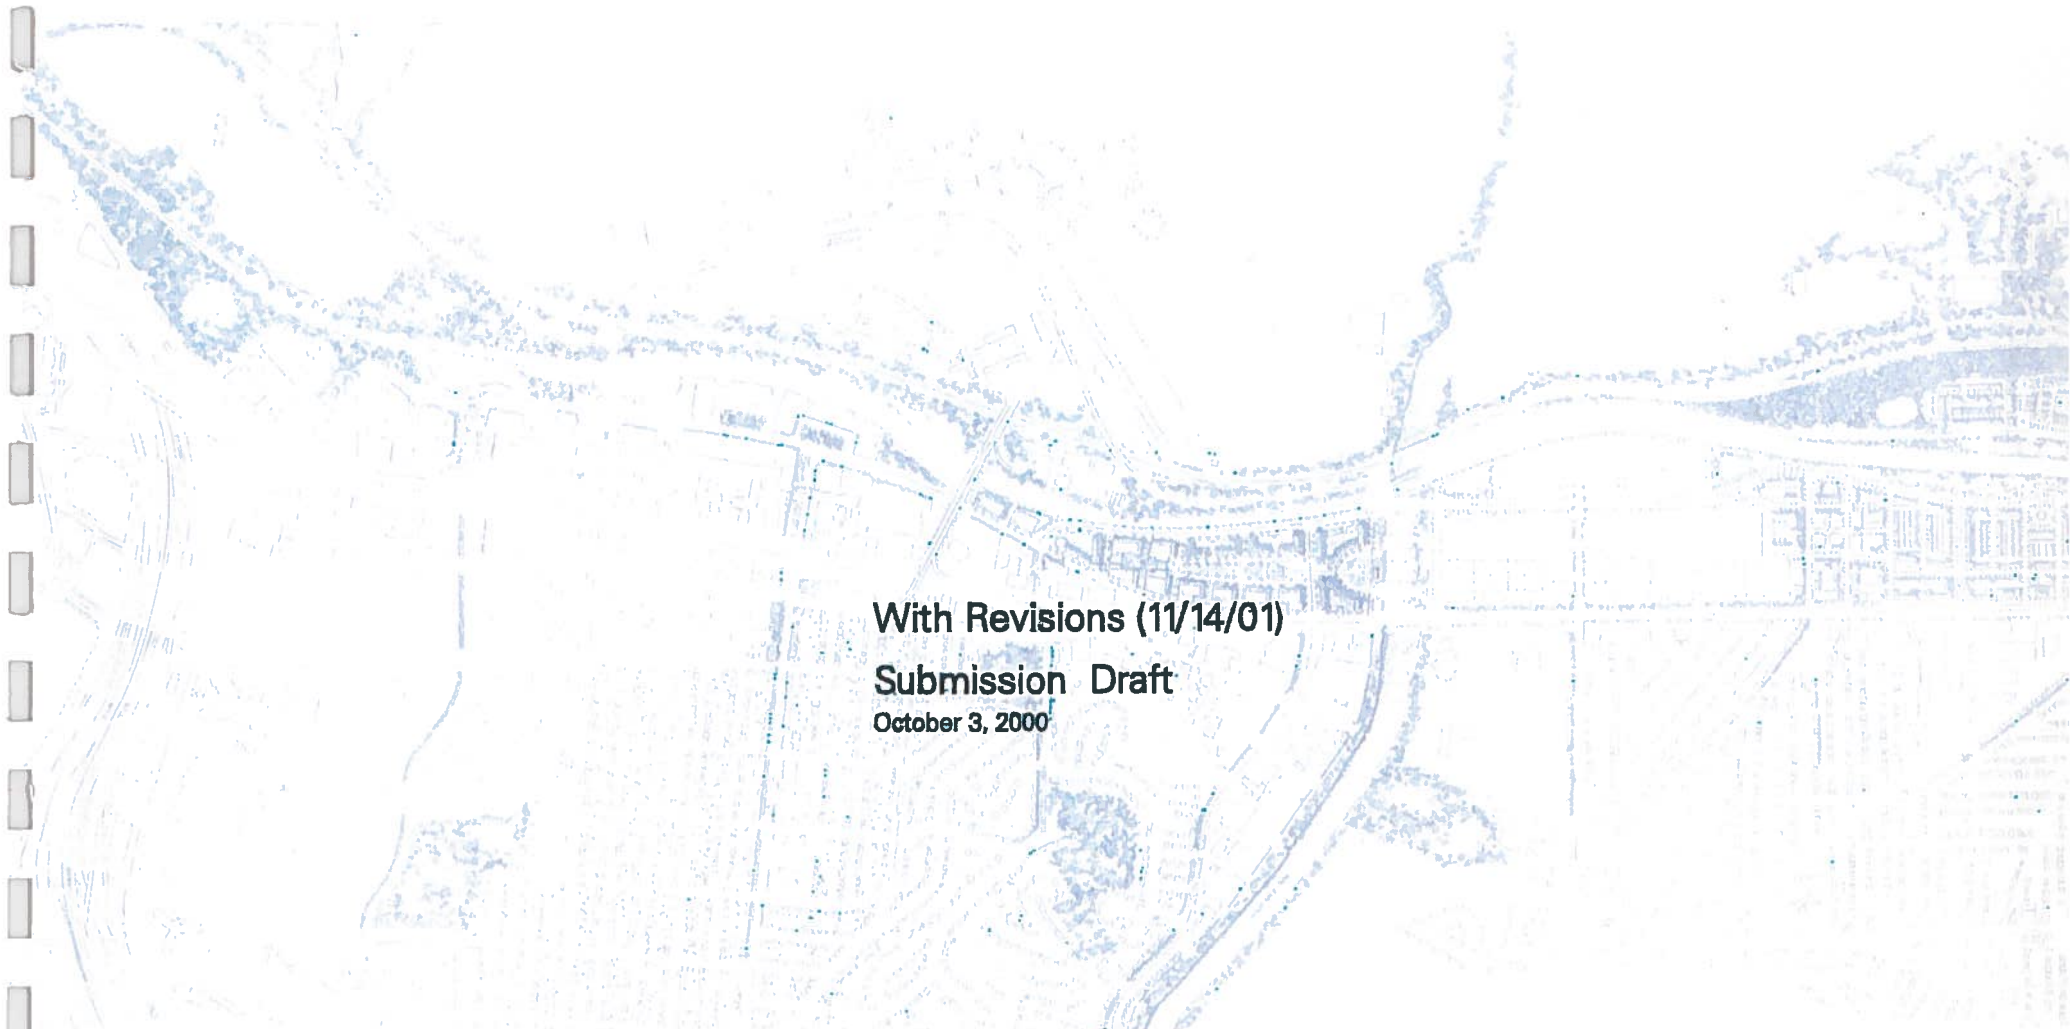 With Revisions (11/14/01)
Submission Draft
October 3, 2000